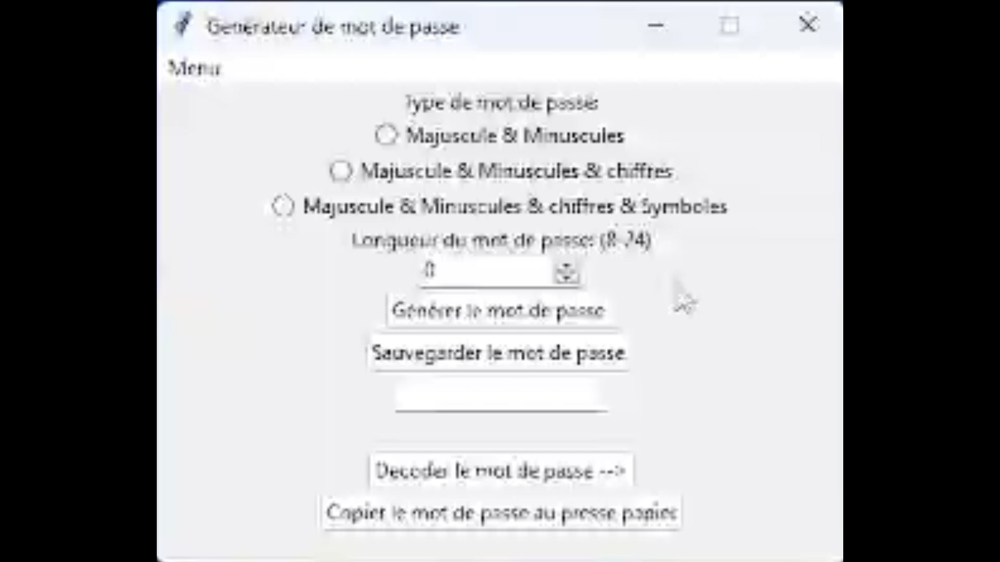 Générateur de mot de passe
Menu
Type de mot de passe:
Majuscule & Minuscules
Majuscule & Minuscules & chiffres
Majuscule & Minuscules & chiffres & Symboles
Longueur du mot de passe: (8-24)
Générer le mot de passe
Sauvegarder le mot de passe
Decoder le mot de passe -->
Copier le mot de passe au presse papier